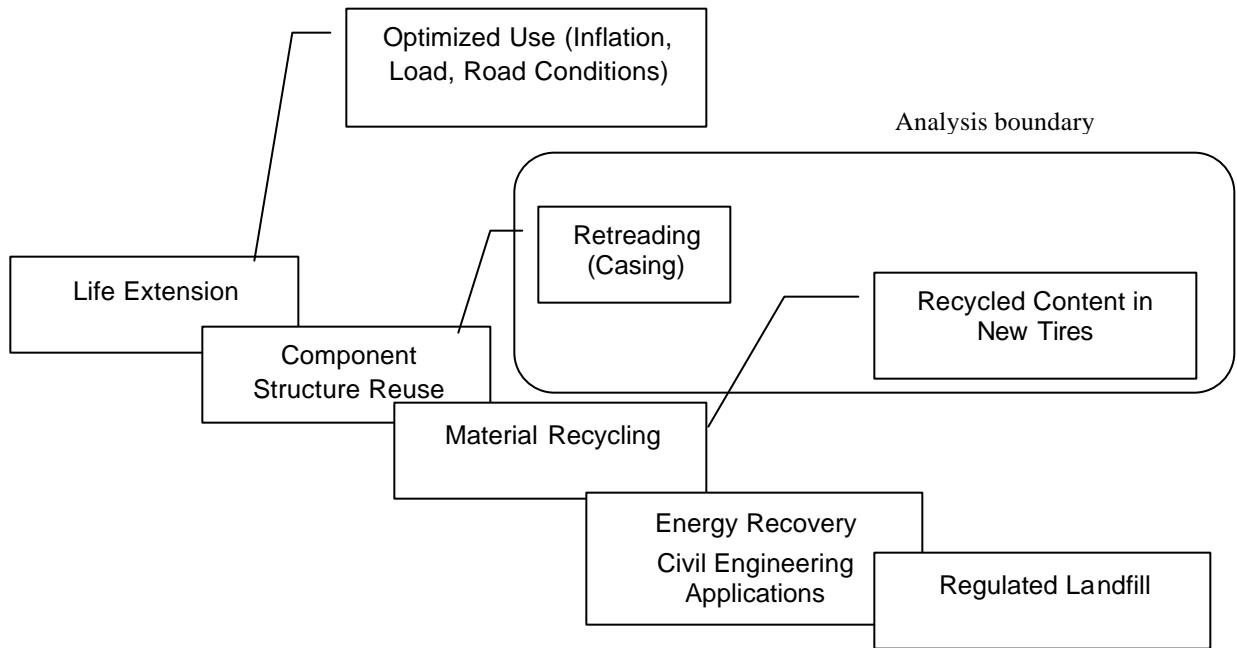 Optimized Use (Inflation,
Load, Road Conditions)
Analysis boundary
Retreading
(Casing)
Life Extension
Recycled Content in
New Tires
Component
Structure Reuse
Material Recycling
Energy Recovery
Civil Engineering
Applications
Regulated Landfill